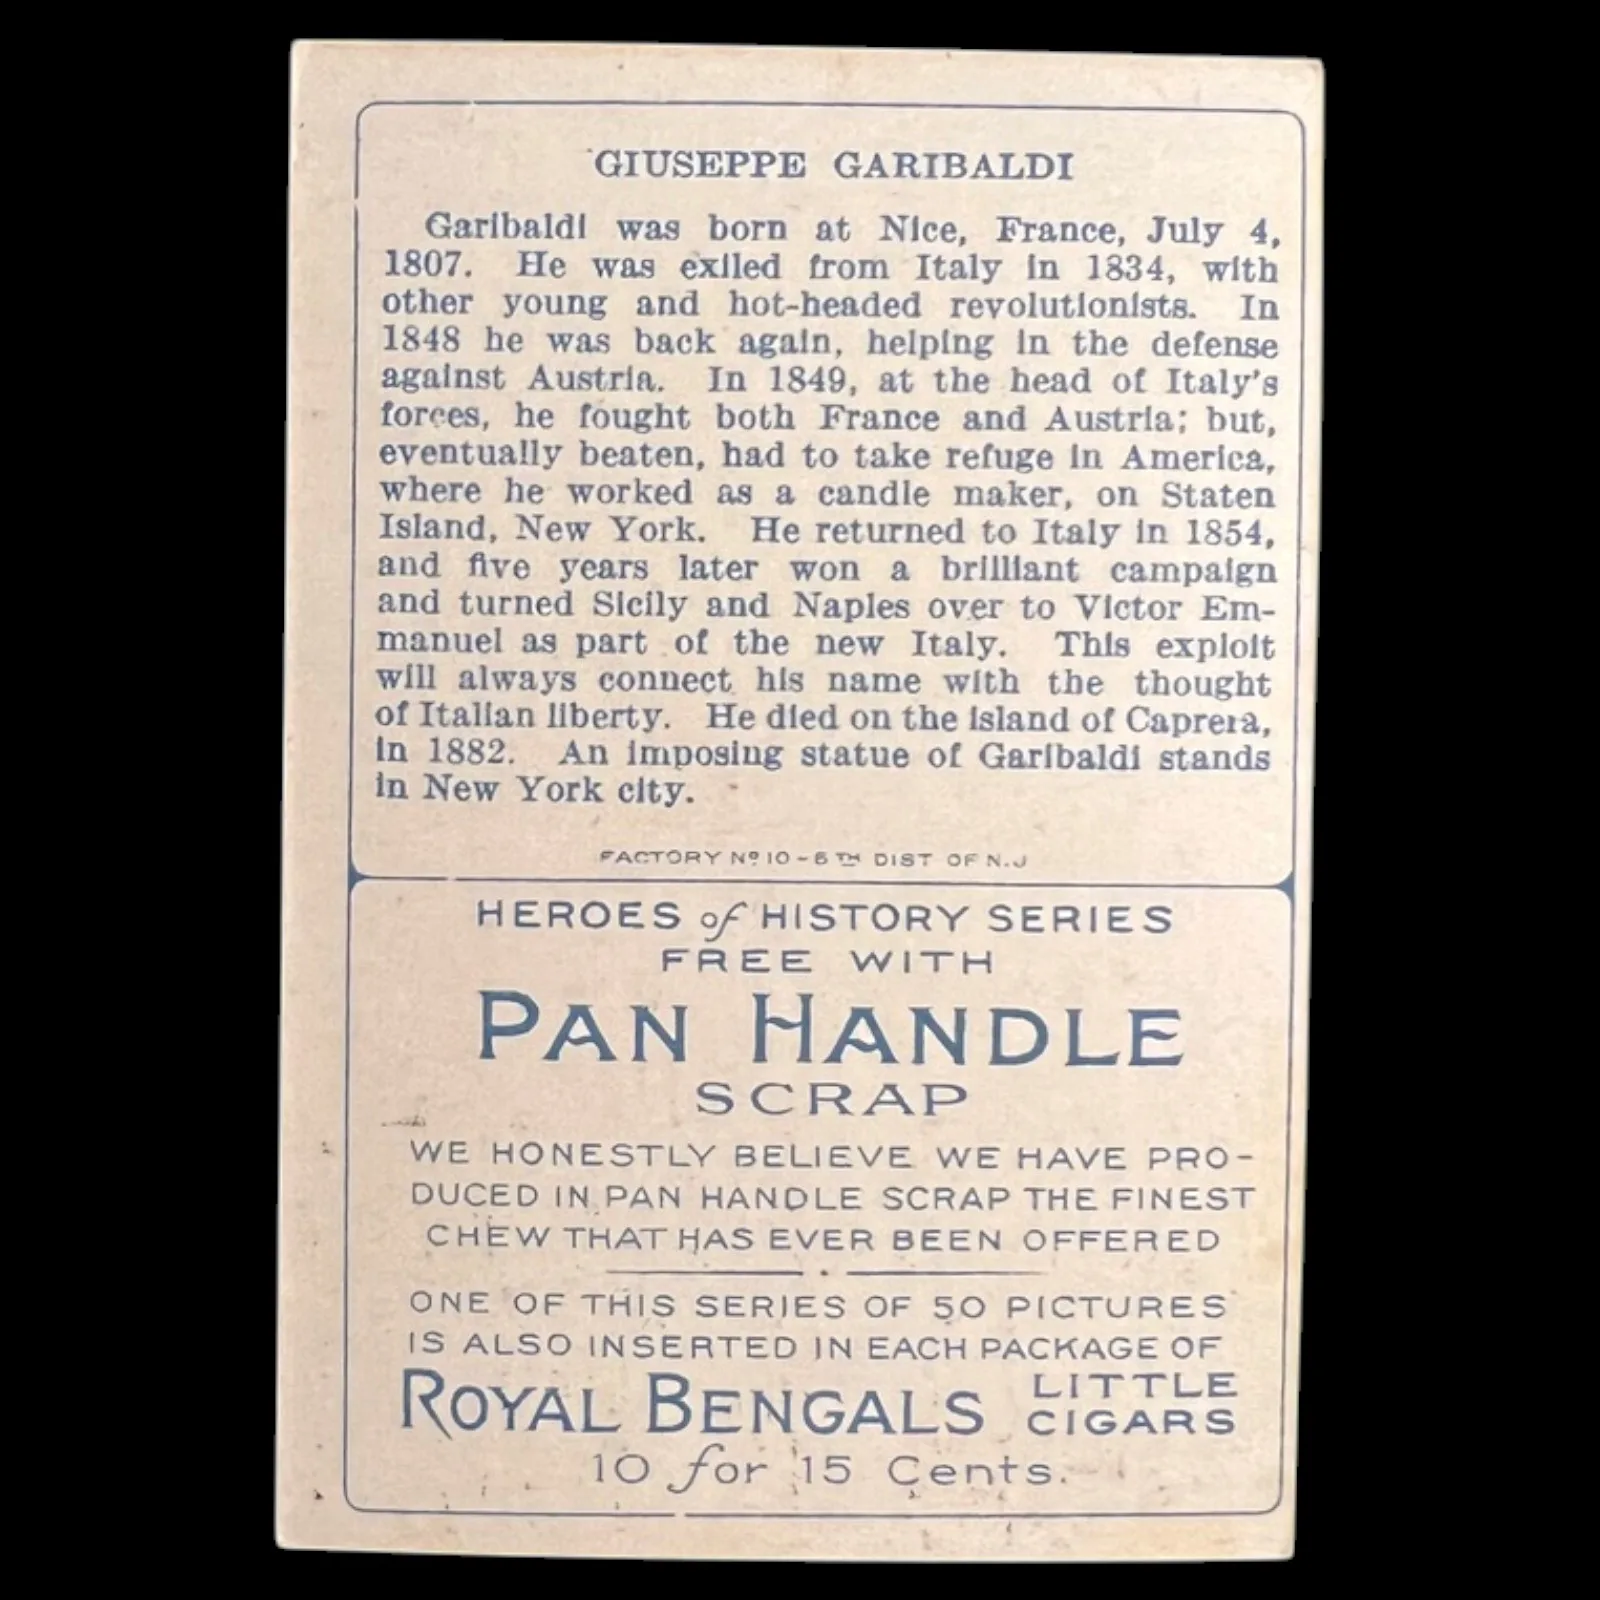 GIUSEPPE GARIBALDI
Garibaldi was born at Nice, France, July 4,
1807. He was exiled from Italy in 1834, with
other young and hot-headed revolutionists. In
1848 he was back again, helping in the defense
against Austria. In 1849, at the head of Italy's
forces, he fought both France and Austria; but,
eventually beaten, had to take refuge in America,
where he worked as a candle maker, on Staten
Island, New York. He returned to Italy in 1854,
and five years later won a brilliant campaign
and turned Sicily and Naples over to Victor Em-
manuel as part of the new Italy. This exploit
will always connect his name with the thought
of Italian liberty. He died on the island of Caprera,
in 1882. An imposing statue of Garibaldi stands
in New York city.
FACTORY Nº 10 - 6TH DIST OF N.J
HEROES of HISTORY SERIES
FREE WITH
PAN HANDLE
SCRAP
WE HONESTLY BELIEVE WE HAVE PRO-
DUCED IN PAN HANDLE SCRAP THE FINEST
CHEW THAT HAS EVER BEEN OFFERED
ONE OF THIS SERIES OF 50 PICTURES
IS ALSO INSERTED IN EACH PACKAGE OF
ROYAL BENGALS LITTLE CIGARS
10 for 15 Cents.